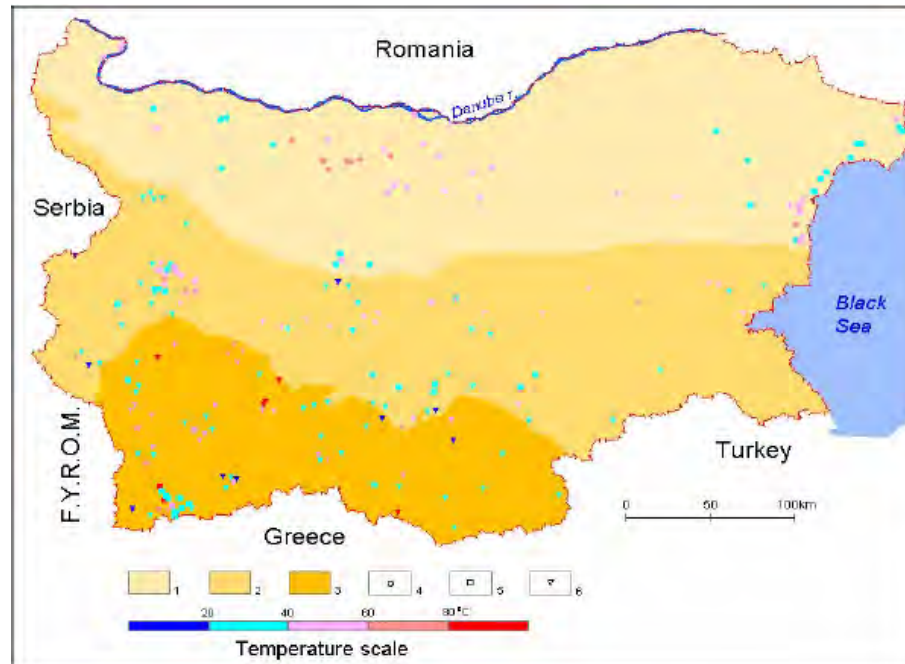 Romania
Danube r.
Serbia
Black
Sea
F.Y.R.O.M.
Turkey
0 50 100km
Greece
1 2 3 4 5 6
20 40 60 80 °C
Temperature scale